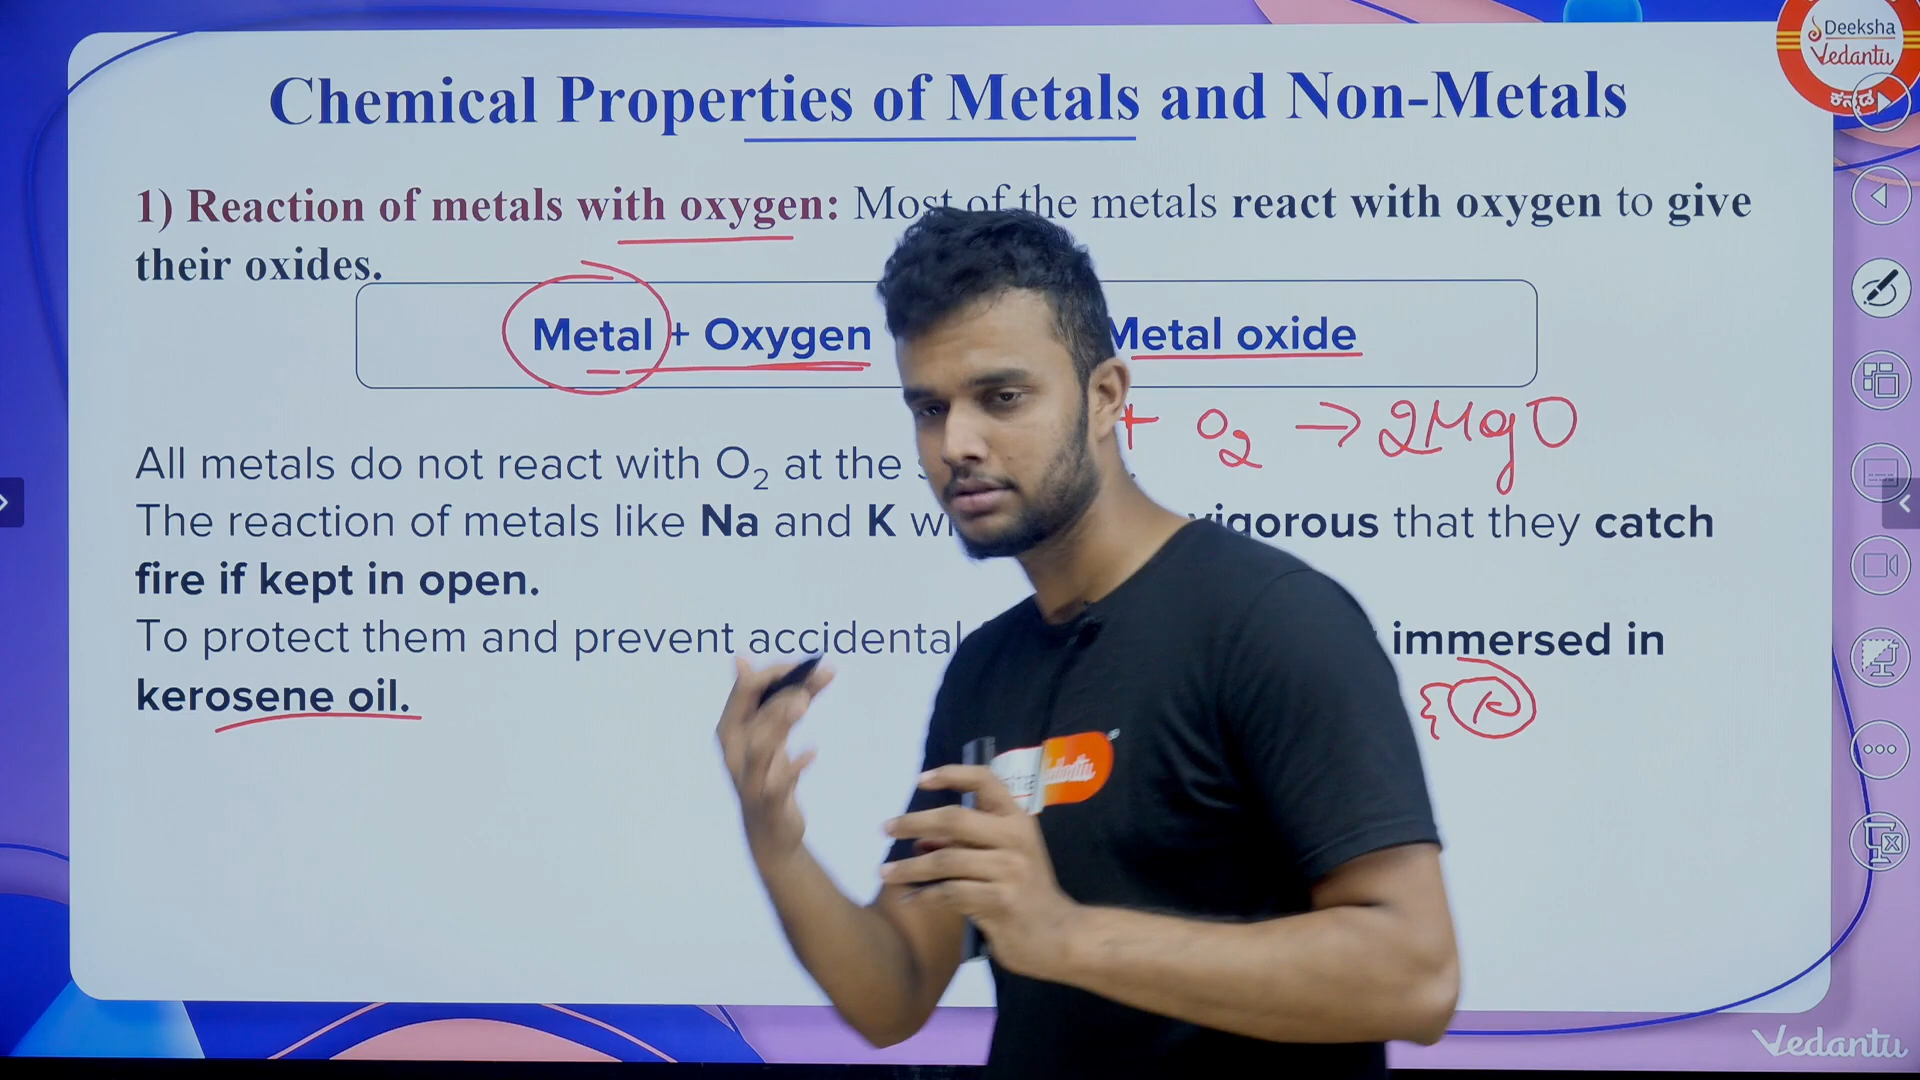 Deeksha
Vedantu
ಕನ್ನಡ
Chemical Properties of Metals and Non-Metals
1) Reaction of metals with oxygen: Most of the metals react with oxygen to give
their oxides.
Metal + Oxygen Metal oxide
+ O₂ → 2MgO
All metals do not react with O₂ at the
The reaction of metals like Na and K vigorous that they catch
fire if kept in open.
To protect them and prevent accidental immersed in
kerosene oil.
K
Vedantu